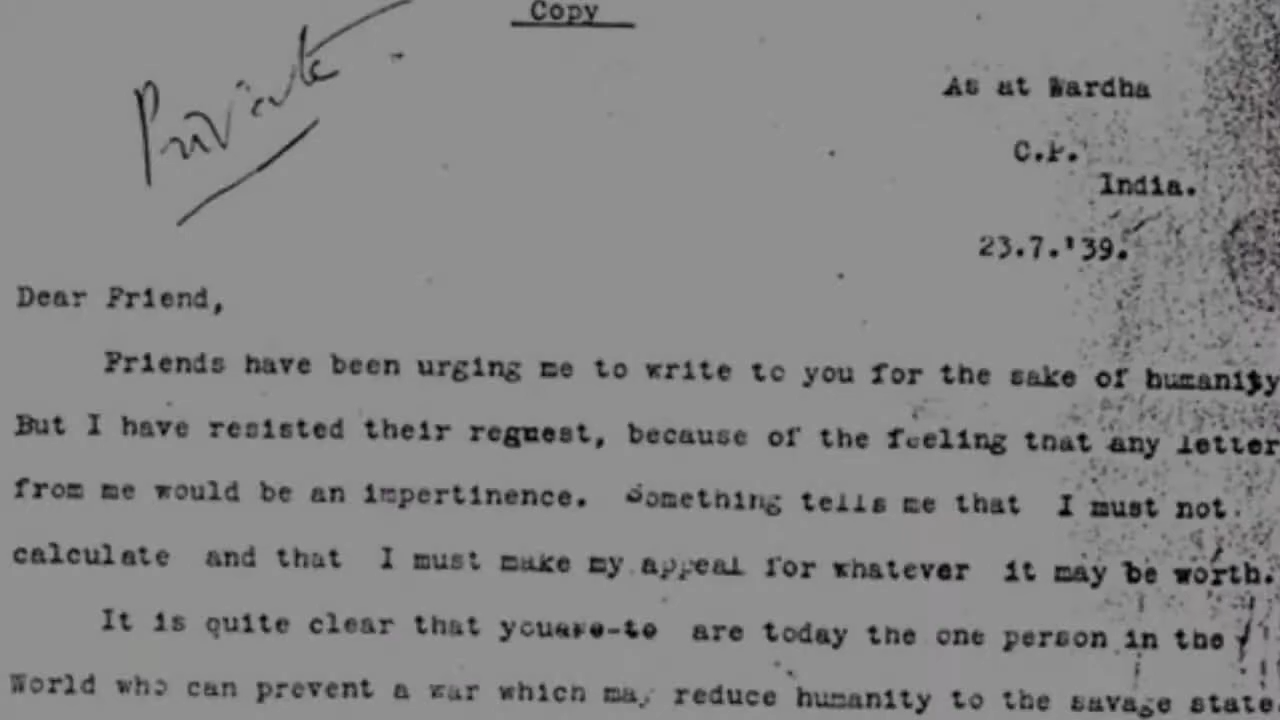 Copy
Private
As at Wardha
C.P.
India.
23.7.'39.
Dear Friend,
Friends have been urging me to write to you for the sake of humanity
But I have resisted their reguest, because of the feeling that any letter
from me would be an impertinence. Something tells me that I must not
calculate and that I must make my appeal for whatever it may be worth.
It is quite clear that youare-to are today the one person in the
World who can prevent a war which may reduce humanity to the savage state